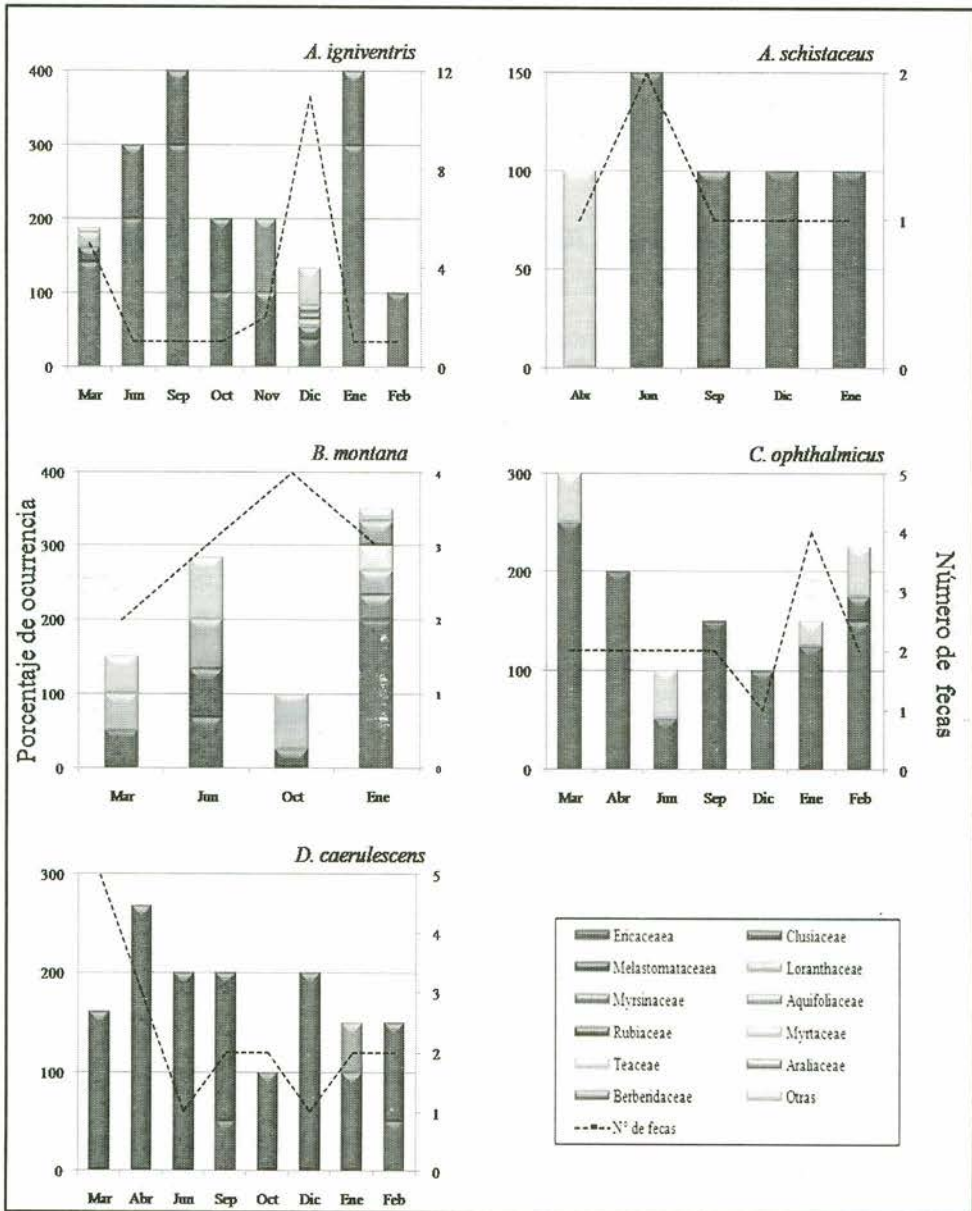 A. igniventris
400
300
200
100
0
12
8
4
0
Mar Jun Sep Oct Nov Dic Ene Feb
A. schistaceus
150
100
50
0
2
1
0
Abr Jun Sep Dic Ene
B. montana
400
300
200
100
0
4
3
2
1
0
Mar Jun Oct Ene
C. ophthalmicus
300
200
100
0
5
4
3
2
1
0
Mar Abr Jun Sep Dic Ene Feb
Porcentaje de ocurrencia
Número de fecas
D. caerulescens
300
200
100
0
5
4
3
2
1
0
Mar Abr Jun Sep Oct Dic Ene Feb
Ericaceaea
Clusiaceae
Melastomataceaea
Loranthaceae
Myrsinaceae
Aquifoliaceae
Rubiaceae
Myrtaceae
Teaceae
Araliaceae
Berberidaceae
Otras
N° de fecas